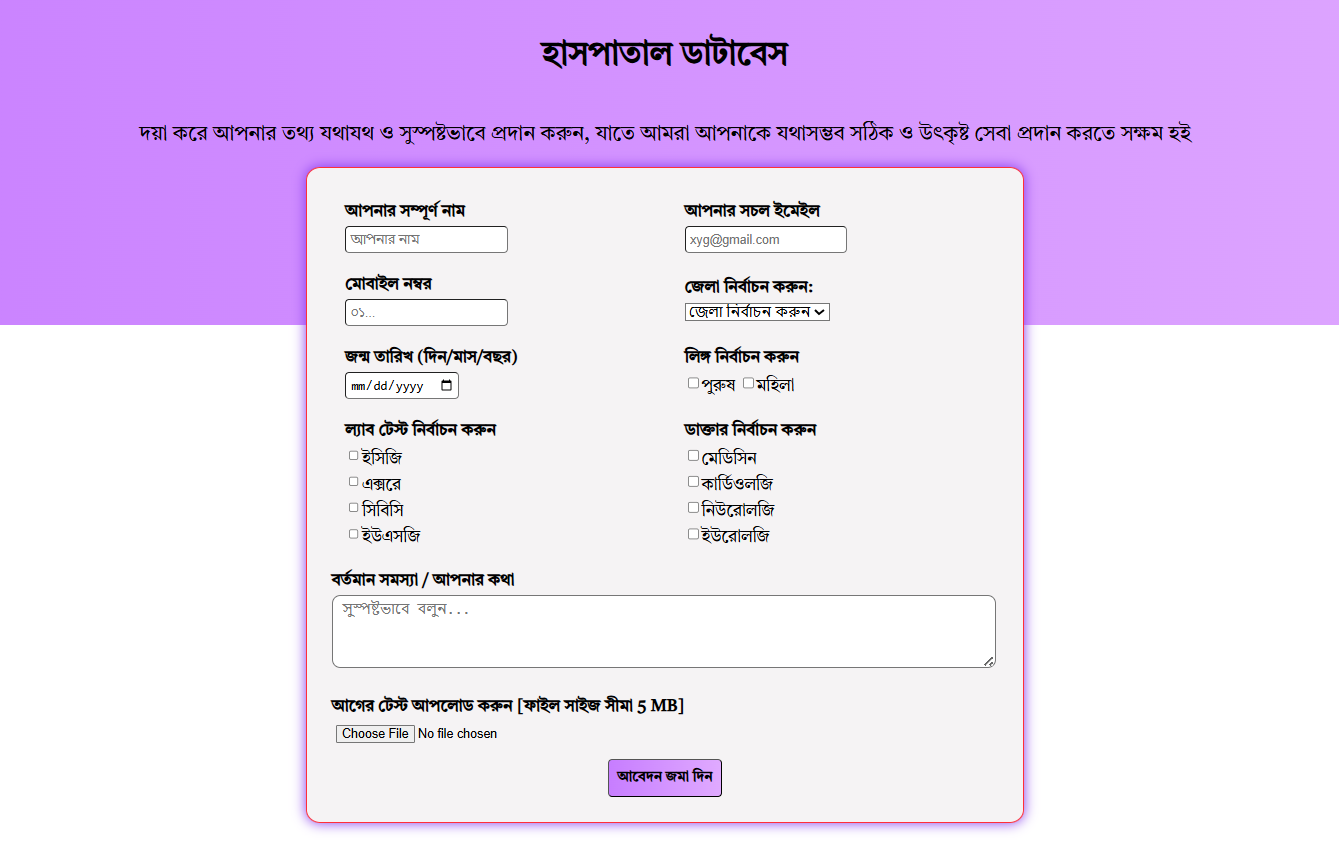 হাসপাতাল ডাটাবেস
দয়া করে আপনার তথ্য যথাযথ ও সুস্পষ্টভাবে প্রদান করুন, যাতে আমরা আপনাকে যথাসম্ভব সঠিক ও উৎকৃষ্ট সেবা প্রদান করতে সক্ষম হই
আপনার সম্পূর্ণ নাম
আপনার নাম
আপনার সচল ইমেইল
xyg@gmail.com
মোবাইল নম্বর
০১...
জেলা নির্বাচন করুন:
জেলা নির্বাচন করুন
জন্ম তারিখ (দিন/মাস/বছর)
mm/dd/yyyy
লিঙ্গ নির্বাচন করুন
পুরুষ মহিলা
ল্যাব টেস্ট নির্বাচন করুন
ইসিজি
এক্সরে
সিবিসি
ইউএসজি
ডাক্তার নির্বাচন করুন
মেডিসিন
কার্ডিওলজি
নিউরোলজি
ইউরোলজি
বর্তমান সমস্যা / আপনার কথা
সুস্পষ্টভাবে বলুন...
আগের টেস্ট আপলোড করুন [ফাইল সাইজ সীমা 5 MB]
Choose File No file chosen
আবেদন জমা দিন